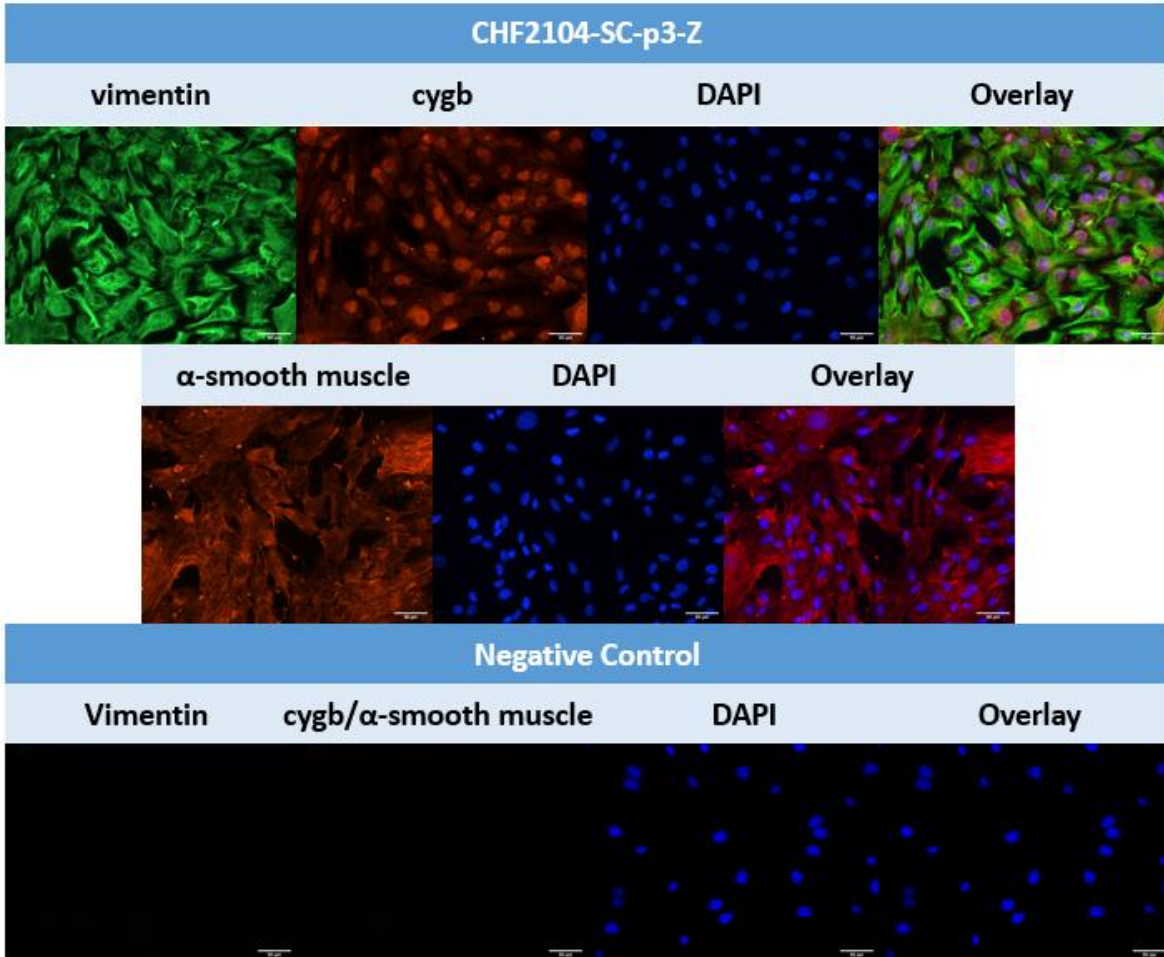 CHF2104-SC-p3-Z
vimentin cygb DAPI Overlay
α-smooth muscle DAPI Overlay
Negative Control
Vimentin cygb/α-smooth muscle DAPI Overlay